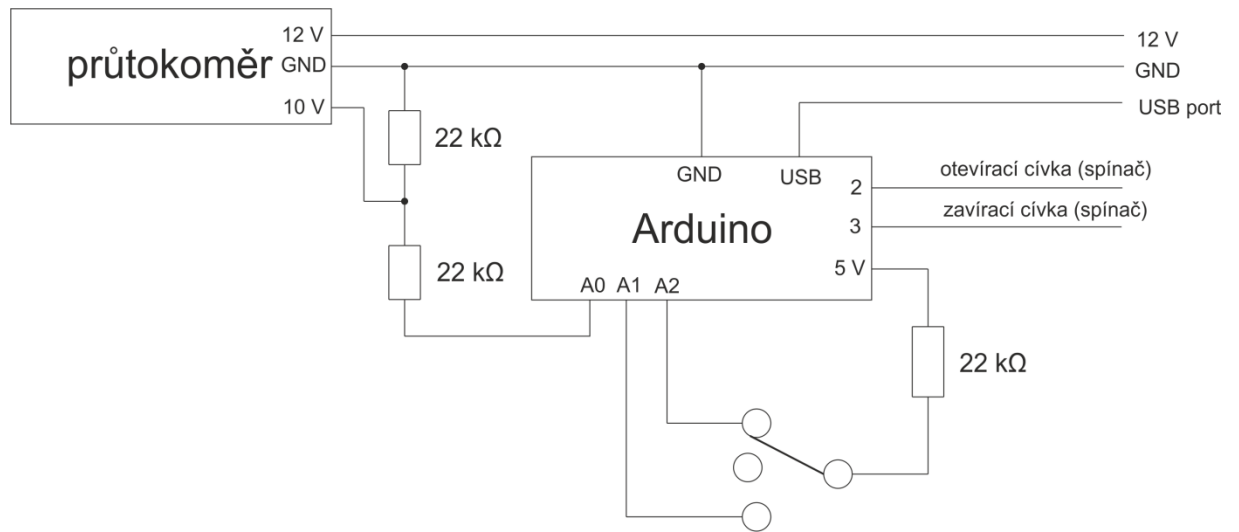 12 V
12 V
průtokoměr
GND
GND
10 V
USB port
22 kΩ
GND
USB
otevírací cívka (spínač)
2
Arduino
zavírací cívka (spínač)
3
22 kΩ
5 V
A0
A1
A2
22 kΩ